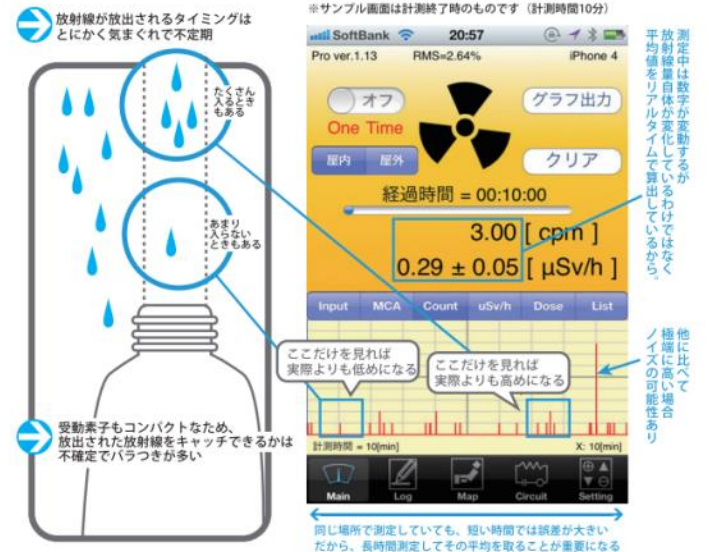 放射線が放出されるタイミングは
とにかく気まぐれで不定期
たくさん
入るとき
もある
あまり
入らない
ときもある
受動素子もコンパクトなため、
放出された放射線をキャッチできるかは
不確定でバラつきが多い
※サンプル画面は計測終了時のものです（計測時間10分）
SoftBank 20:57
Pro ver.1.13 RMS=2.64% iPhone 4
オフ
One Time
グラフ出力
屋内 屋外
クリア
経過時間 = 00:10:00
3.00 [ cpm ]
0.29 ± 0.05 [ μSv/h ]
Input MCA Count uSv/h Dose List
ここだけを見れば
実際よりも低めになる
ここだけを見れば
実際よりも高めになる
計測時間 = 10[min] X: 10[min]
Main Log Map Circuit Setting
測定中は数字が変動するが
放射線量自体が変化しているわけではなく
平均値をリアルタイムで算出しているから。
他に比べて
極端に高い場合
ノイズの可能性あり
同じ場所で測定していても、短い時間では誤差が大きい
だから、長時間測定してその平均を取ることが重要になる